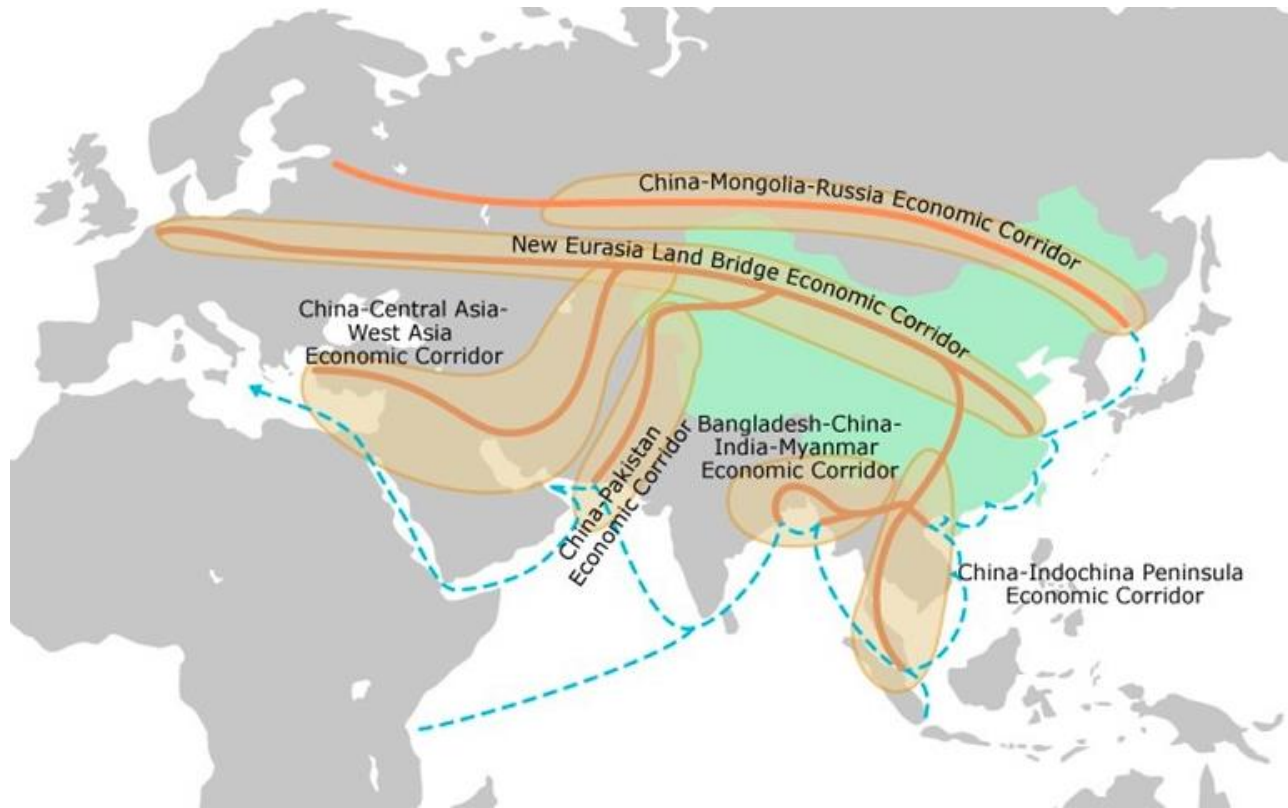 China-Mongolia-Russia Economic Corridor
New Eurasia Land Bridge Economic Corridor
China-Central Asia-
West Asia
Economic Corridor
China-Pakistan
Economic Corridor
Bangladesh-China-
India-Myanmar
Economic Corridor
China-Indochina Peninsula
Economic Corridor